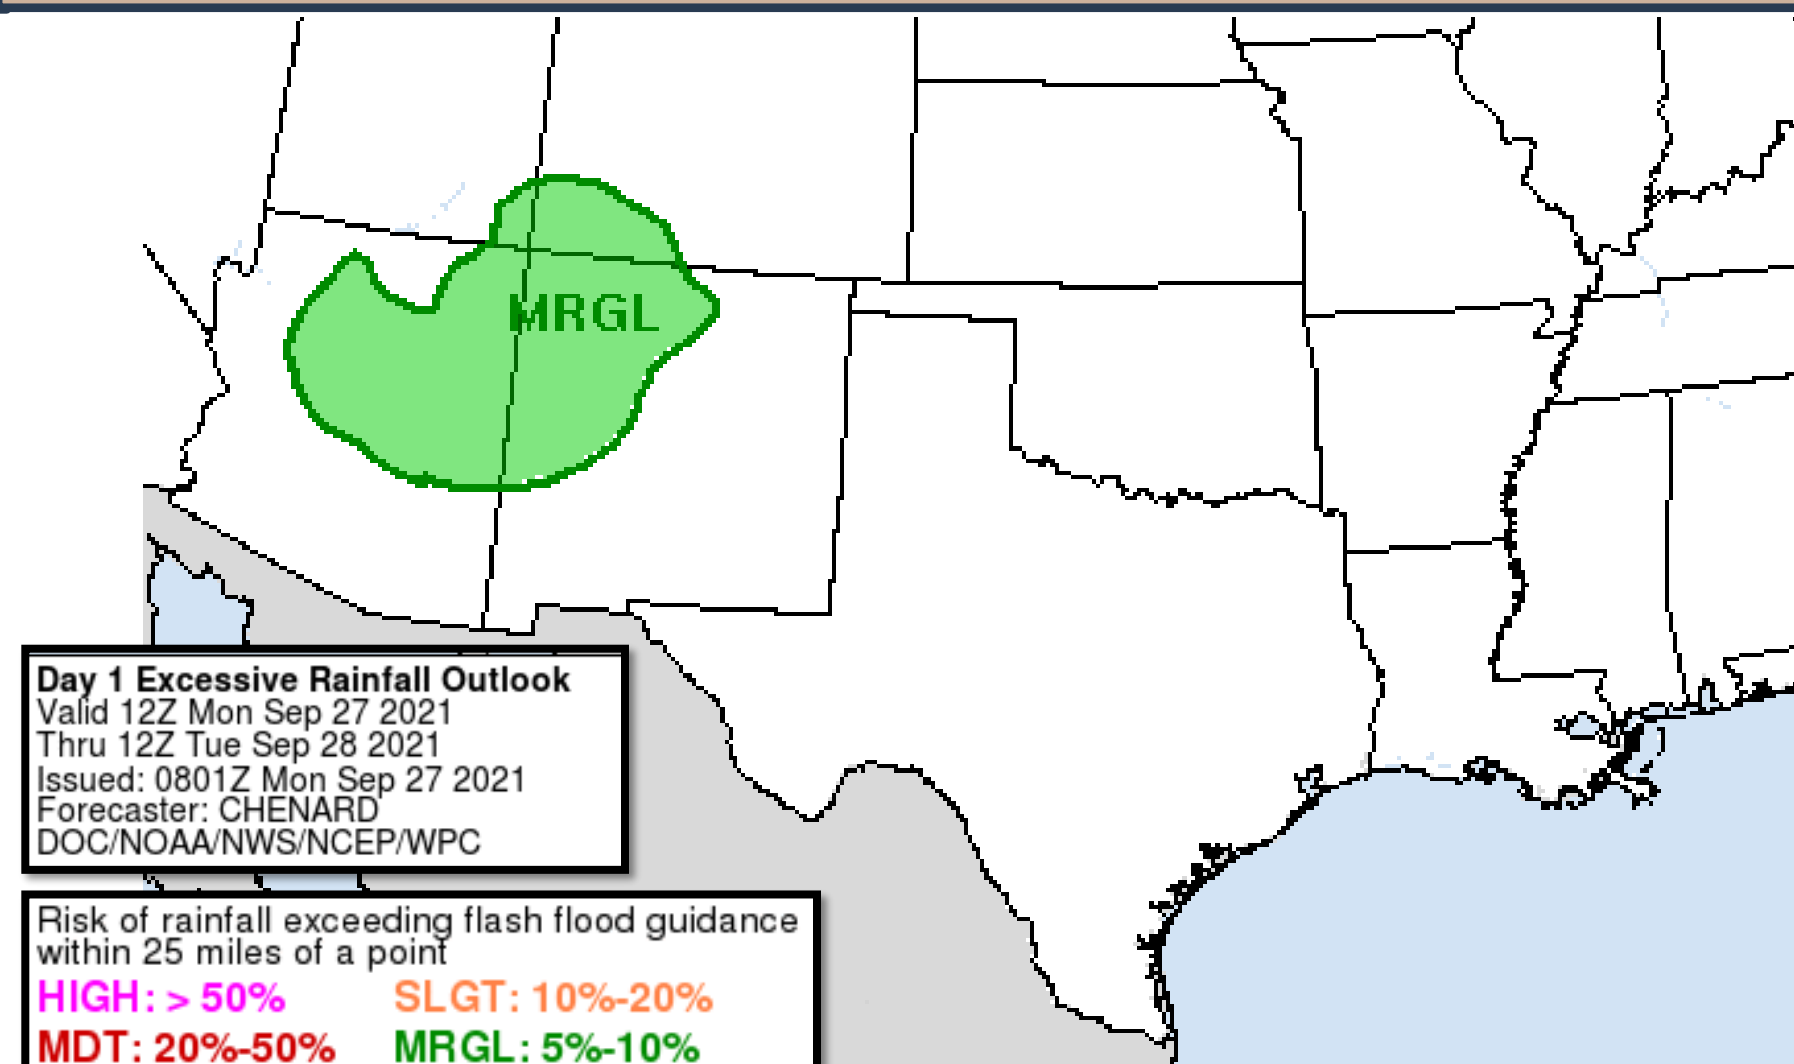 MRGL
Day 1 Excessive Rainfall Outlook
Valid 12Z Mon Sep 27 2021
Thru 12Z Tue Sep 28 2021
Issued: 0801Z Mon Sep 27 2021
Forecaster: CHENARD
DOC/NOAA/NWS/NCEP/WPC
Risk of rainfall exceeding flash flood guidance
within 25 miles of a point
HIGH: > 50% SLGT: 10%-20%
MDT: 20%-50% MRGL: 5%-10%